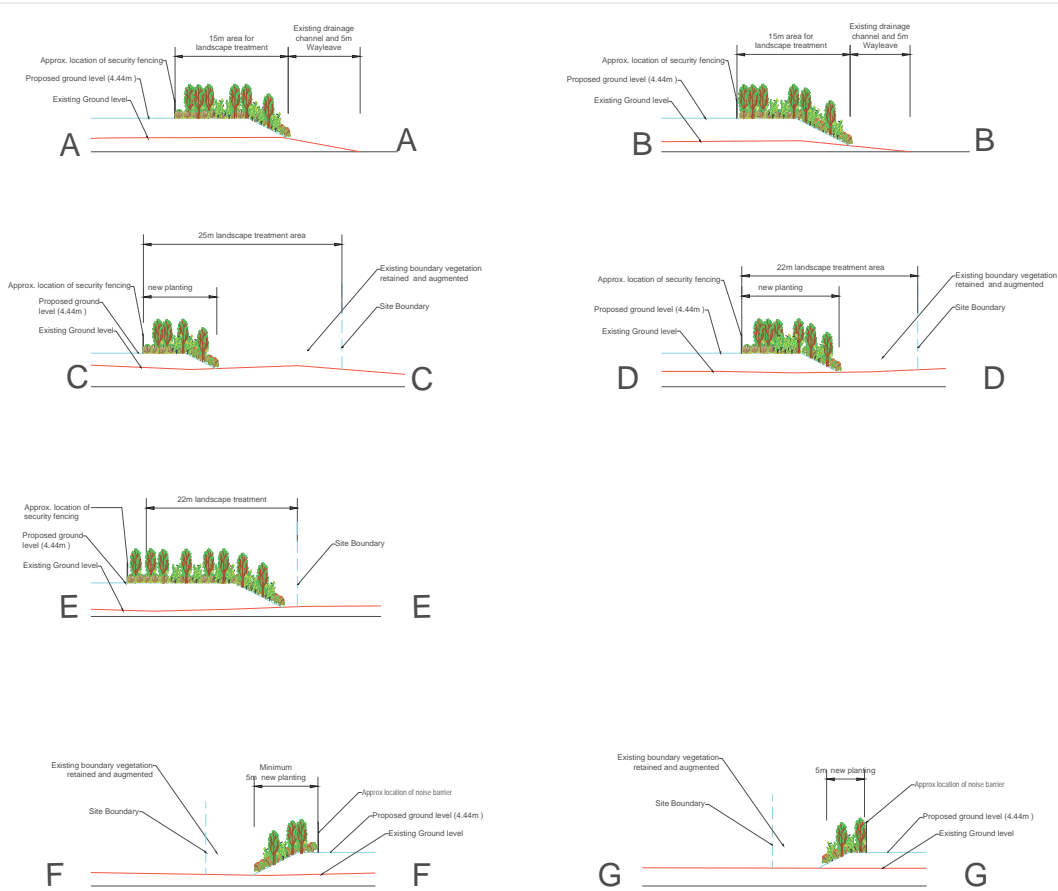 15m area for
landscape treatment
Existing drainage
channel and 5m
Wayleave
Approx. location of security fencing
Proposed ground level (4.44m )
Existing Ground level
A
A
15m area for
landscape treatment
Existing drainage
channel and 5m
Wayleave
Approx. location of security fencing
Proposed ground level (4.44m )
Existing Ground level
B
B
25m landscape treatment area
Existing boundary vegetation
retained and augmented
Approx. location of security fencing
new planting
Proposed ground
level (4.44m )
Site Boundary
Existing Ground level
C
C
22m landscape treatment area
Existing boundary vegetation
retained and augmented
Approx. location of security fencing
new planting
Proposed ground level (4.44m )
Site Boundary
Existing Ground level
D
D
22m landscape treatment
Approx. location of
security fencing
Proposed ground
level (4.44m )
Site Boundary
Existing Ground level
E
E
Existing boundary vegetation
retained and augmented
Minimum
5m new planting
Approx location of noise barrier
Site Boundary
Proposed ground level (4.44m )
Existing Ground level
F
F
Existing boundary vegetation
retained and augmented
5m new planting
Approx location of noise barrier
Site Boundary
Proposed ground level (4.44m )
Existing Ground level
G
G